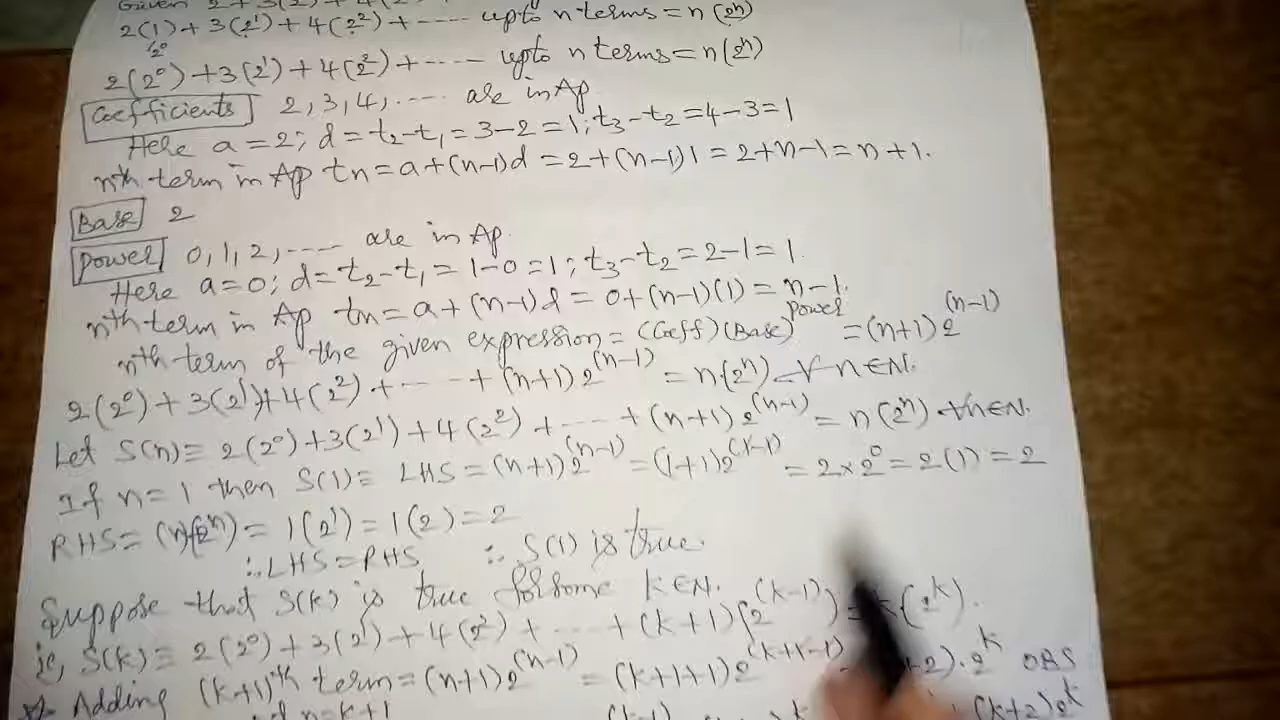 Given 2+3(2)+4(2
2(1)+3(2¹)+4(2²)+----- upto n terms=n(2ⁿ)
2(2⁰)+3(2¹)+4(2²)+----- upto n terms=n(2ⁿ)
Coefficients 2,3,4,----- are in Ap
Here a=2; d=t₂-t₁=3-2=1; t₃-t₂=4-3=1
nth term in Ap tn=a+(n-1)d=2+(n-1)1=2+n-1=n+1.
Base 2
Power 0,1,2,----- are in Ap.
Here a=0; d=t₂-t₁=1-0=1; t₃-t₂=2-1=1.
nth term in Ap tn=a+(n-1)d=0+(n-1)(1)=n-1.
nth term of the given expression=(Coeff)(Base)^power=(n+1)2^(n-1)
2(2⁰)+3(2¹)+4(2²)+-----+(n+1)2^(n-1)=n(2ⁿ) ∀ n∈N.
Let S(n)=2(2⁰)+3(2¹)+4(2²)+-----+(n+1)2^(n-1)=n(2ⁿ) ∀n∈N.
If n=1 then S(1)= LHS=(n+1)2^(n-1)=(1+1)2^(1-1)=2×2⁰=2(1)=2
RHS=(n)(2ⁿ)=1(2¹)=1(2)=2
∴LHS=RHS ∴S(1) is true.
Suppose that S(k) is true for some k∈N.
ie, S(k)=2(2⁰)+3(2¹)+4(2²)+-----+(k+1)(2^(k-1))=k(2^k).
Adding (k+1)th term=(n+1)2^(n-1)=(k+1+1)2^(k+1-1) 2).2^k OBS
n=k+1 (k-1) (k+2)2^k